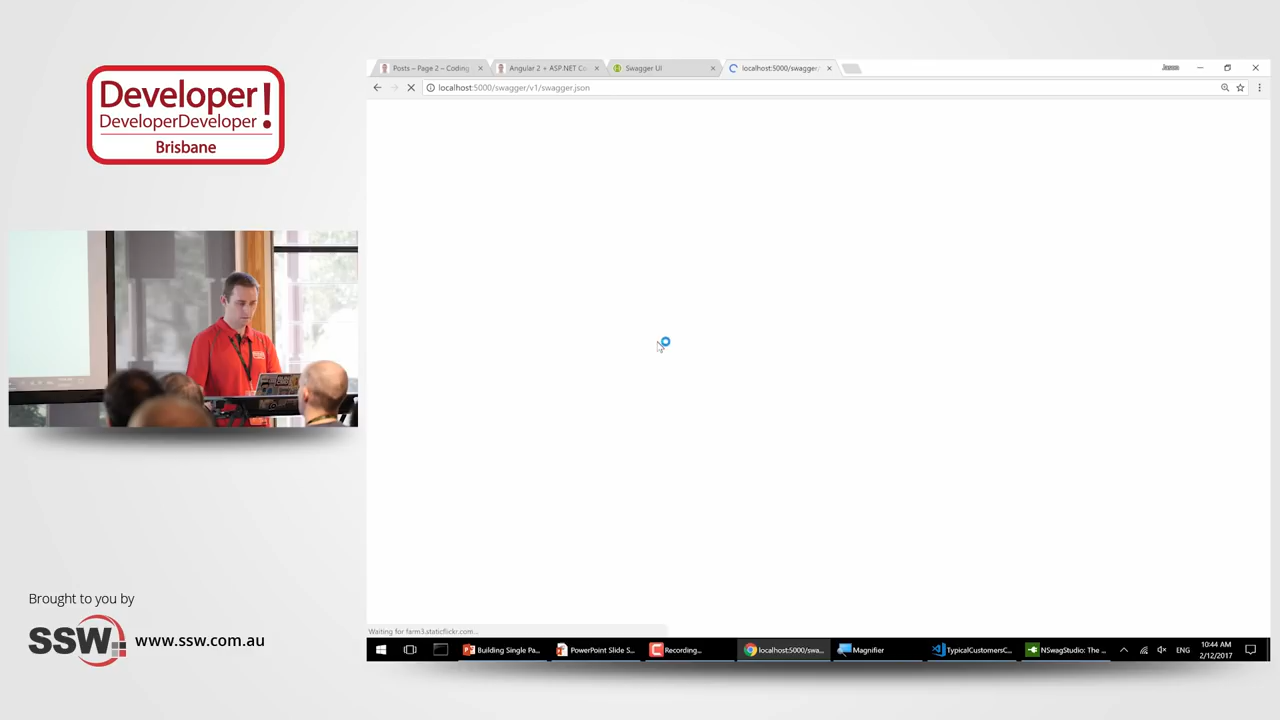 Developer!
DeveloperDeveloper
Brisbane
Posts – Page 2 – Coding
Angular 2 + ASP.NET Co
Swagger UI
localhost:5000/swagger/
localhost:5000/swagger/v1/swagger.json
Waiting for farm3.staticflickr.com...
Building Single Pa...
PowerPoint Slide S...
Recording...
localhost:5000/swa...
Magnifier
TypicalCustomersC...
NSwagStudio: The ...
ENG
10:44 AM
2/12/2017
Brought to you by
SSW
www.ssw.com.au